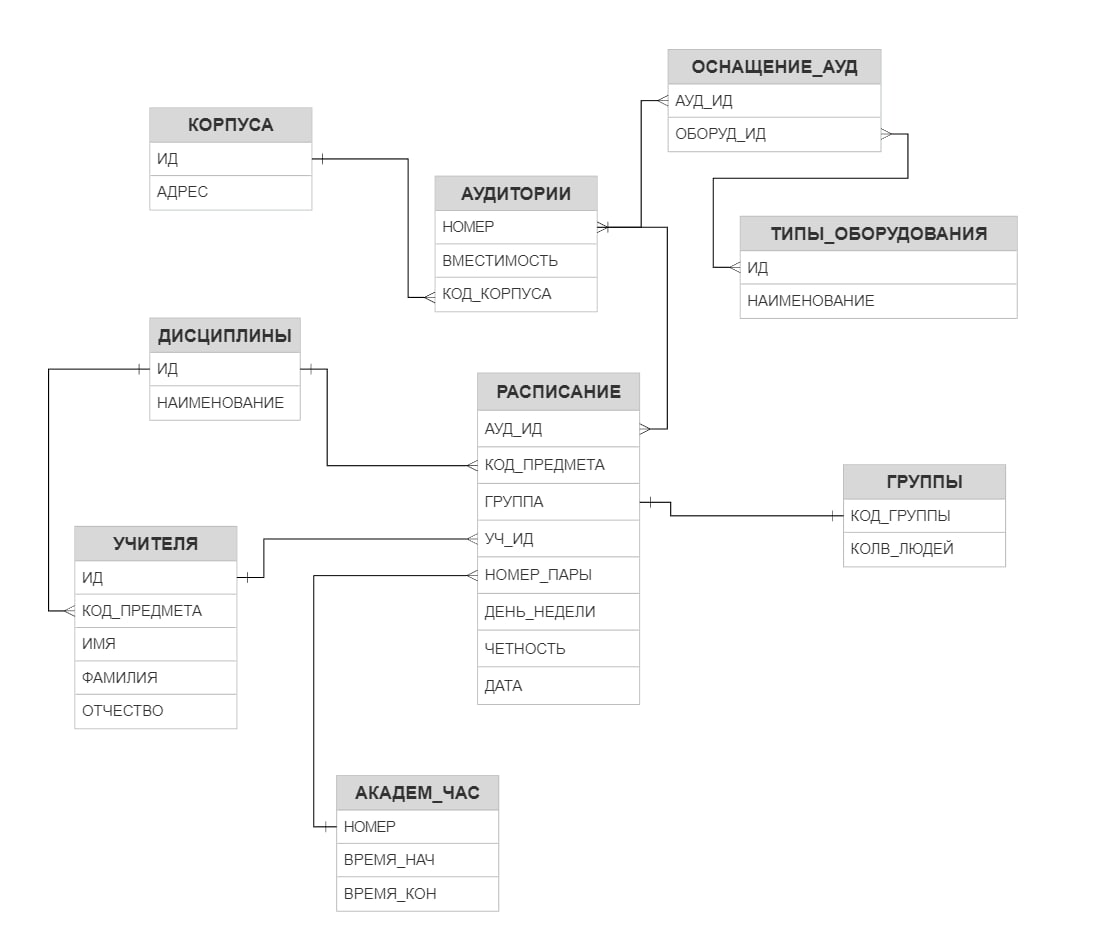 ОСНАЩЕНИЕ_АУД
АУД_ИД
ОБОРУД_ИД
КОРПУСА
ИД
АДРЕС
АУДИТОРИИ
НОМЕР
ВМЕСТИМОСТЬ
КОД_КОРПУСА
ТИПЫ_ОБОРУДОВАНИЯ
ИД
НАИМЕНОВАНИЕ
ДИСЦИПЛИНЫ
ИД
НАИМЕНОВАНИЕ
РАСПИСАНИЕ
АУД_ИД
КОД_ПРЕДМЕТА
ГРУППА
УЧ_ИД
НОМЕР_ПАРЫ
ДЕНЬ_НЕДЕЛИ
ЧЕТНОСТЬ
ДАТА
ГРУППЫ
КОД_ГРУППЫ
КОЛВ_ЛЮДЕЙ
УЧИТЕЛЯ
ИД
КОД_ПРЕДМЕТА
ИМЯ
ФАМИЛИЯ
ОТЧЕСТВО
АКАДЕМ_ЧАС
НОМЕР
ВРЕМЯ_НАЧ
ВРЕМЯ_КОН